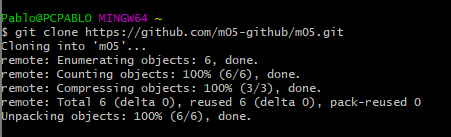 Pablo@PCPABLO MINGW64 ~
$ git clone https://github.com/m05-github/m05.git
Cloning into 'm05'...
remote: Enumerating objects: 6, done.
remote: Counting objects: 100% (6/6), done.
remote: Compressing objects: 100% (3/3), done.
remote: Total 6 (delta 0), reused 6 (delta 0), pack-reused 0
Unpacking objects: 100% (6/6), done.